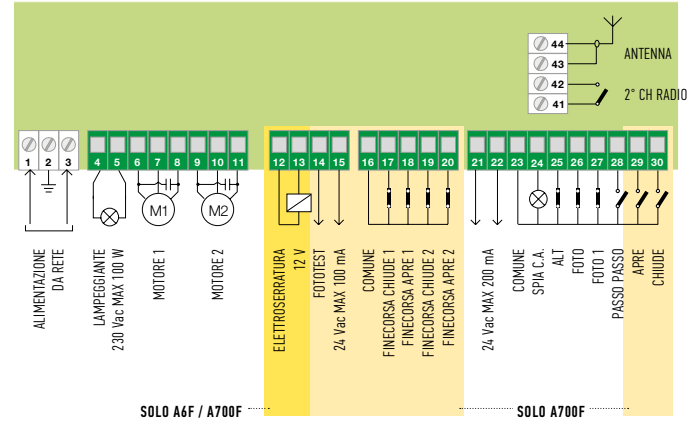 44
ANTENNA
43
42
2° CH RADIO
41
1 2 3 4 5 6 7 8 9 10 11 12 13 14 15 16 17 18 19 20 21 22 23 24 25 26 27 28 29 30
M1
M2
ALIMENTAZIONE
DA RETE
LAMPEGGIANTE
230 Vac MAX 100 W
MOTORE 1
MOTORE 2
ELETTROSERRATURA
12 V
FOTOTEST
24 Vac MAX 100 mA
COMUNE
FINECORSA CHIUDE 1
FINECORSA APRE 1
FINECORSA CHIUDE 2
FINECORSA APRE 2
24 Vac MAX 200 mA
COMUNE
SPIA C.A.
ALT
FOTO
FOTO 1
PASSO PASSO
APRE
CHIUDE
SOLO A6F / A700F
SOLO A700F